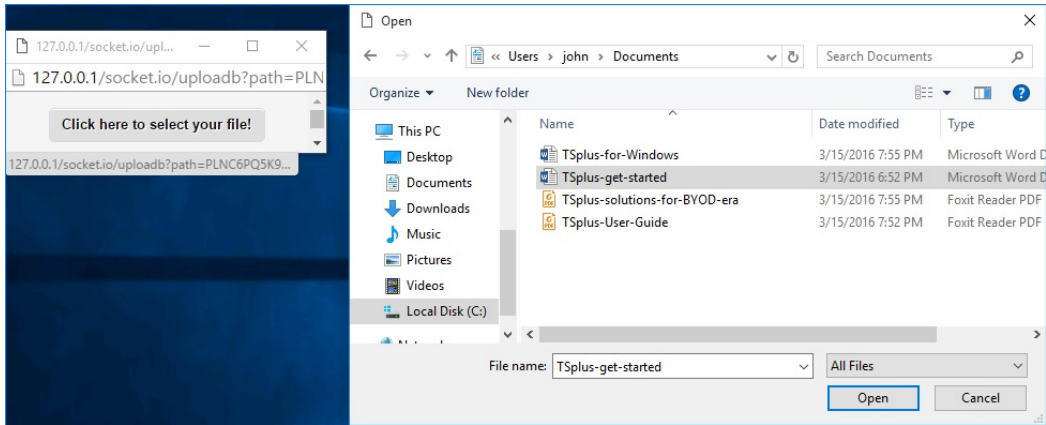 127.0.0.1/socket.io/upl...
127.0.0.1/socket.io/uploadb?path=PLN
Click here to select your file!
127.0.0.1/socket.io/uploadb?path=PLNC6PQ5K9...
Open
« Users › john › Documents
Search Documents
Organize
New folder
This PC
Desktop
Documents
Downloads
Music
Pictures
Videos
Local Disk (C:)
Name Date modified Type
TSplus-for-Windows 3/15/2016 7:55 PM Microsoft Word D
TSplus-get-started 3/15/2016 6:52 PM Microsoft Word D
TSplus-solutions-for-BYOD-era 3/15/2016 7:55 PM Foxit Reader PDF
TSplus-User-Guide 3/15/2016 7:52 PM Foxit Reader PDF
File name: TSplus-get-started All Files
Open Cancel